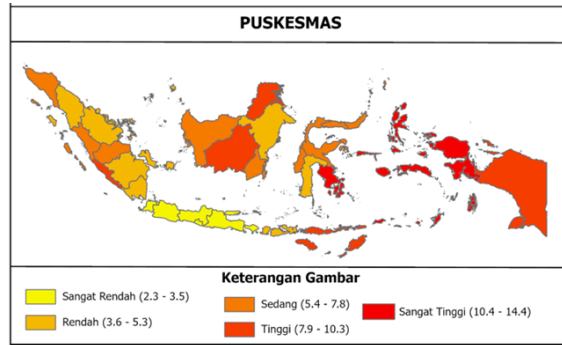 PUSKESMAS
Keterangan Gambar
Sangat Rendah (2.3 - 3.5)
Rendah (3.6 - 5.3)
Sedang (5.4 - 7.8)
Tinggi (7.9 - 10.3)
Sangat Tinggi (10.4 - 14.4)